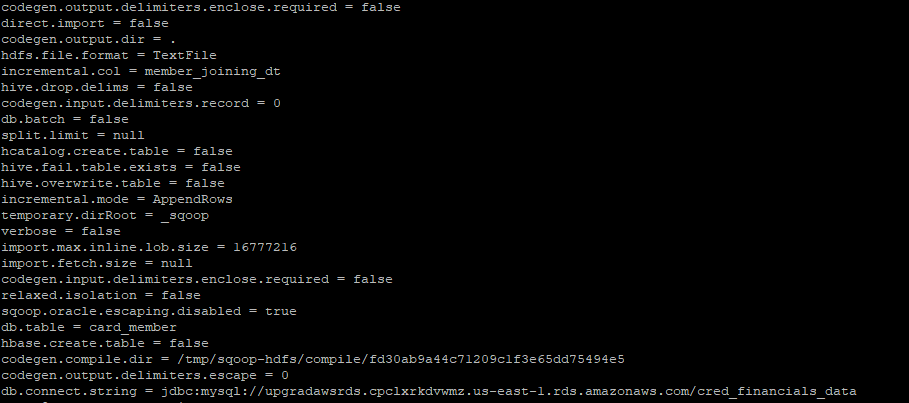 codegen.output.delimiters.enclose.required = false
direct.import = false
codegen.output.dir = .
hdfs.file.format = TextFile
incremental.col = member_joining_dt
hive.drop.delims = false
codegen.input.delimiters.record = 0
db.batch = false
split.limit = null
hcatalog.create.table = false
hive.fail.table.exists = false
hive.overwrite.table = false
incremental.mode = AppendRows
temporary.dirRoot = _sqoop
verbose = false
import.max.inline.lob.size = 16777216
import.fetch.size = null
codegen.input.delimiters.enclose.required = false
relaxed.isolation = false
sqoop.oracle.escaping.disabled = true
db.table = card_member
hbase.create.table = false
codegen.compile.dir = /tmp/sqoop-hdfs/compile/fd30ab9a44c71209c1f3e65dd75494e5
codegen.output.delimiters.escape = 0
db.connect.string = jdbc:mysql://upgradawsrds.cpclxrkdvwmz.us-east-1.rds.amazonaws.com/cred_financials_data